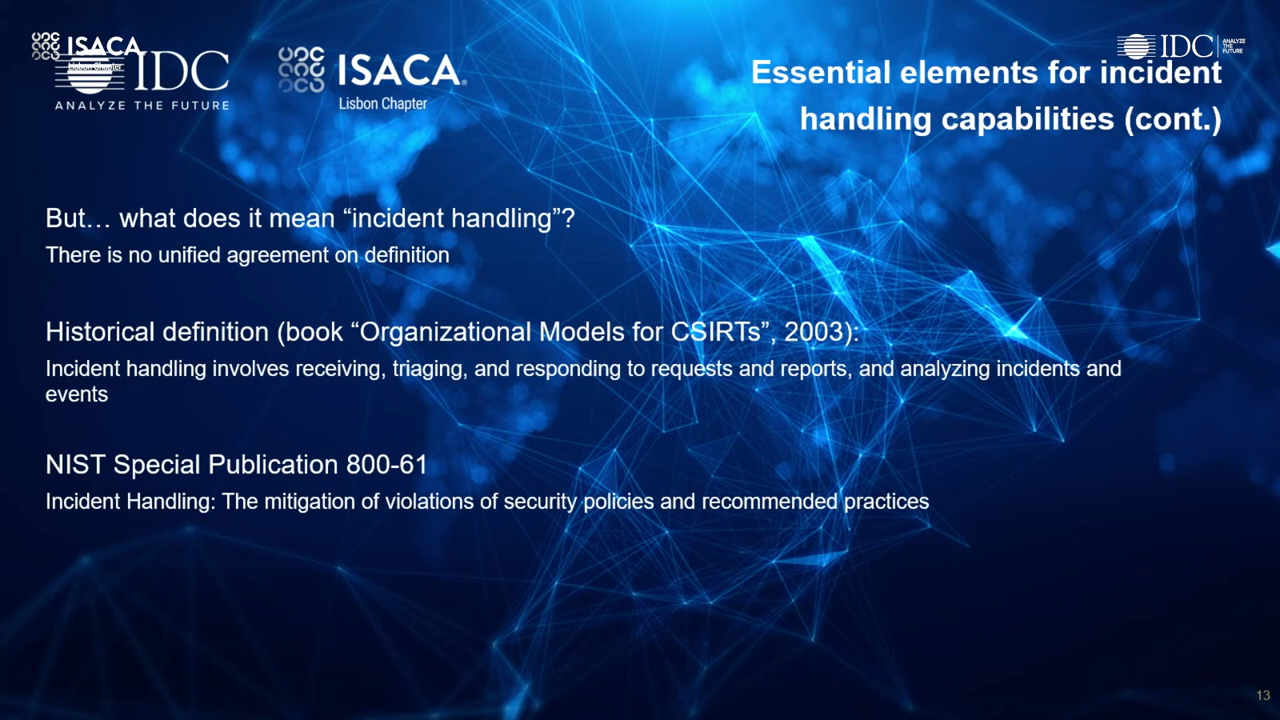 ISACA
Lisbon Chapter
IDC
ANALYZE THE FUTURE
ISACA®
Lisbon Chapter
IDC
ANALYZE
THE
FUTURE
Essential elements for incident
handling capabilities (cont.)
But… what does it mean “incident handling”?
There is no unified agreement on definition
Historical definition (book “Organizational Models for CSIRTs”, 2003):
Incident handling involves receiving, triaging, and responding to requests and reports, and analyzing incidents and
events
NIST Special Publication 800-61
Incident Handling: The mitigation of violations of security policies and recommended practices
13